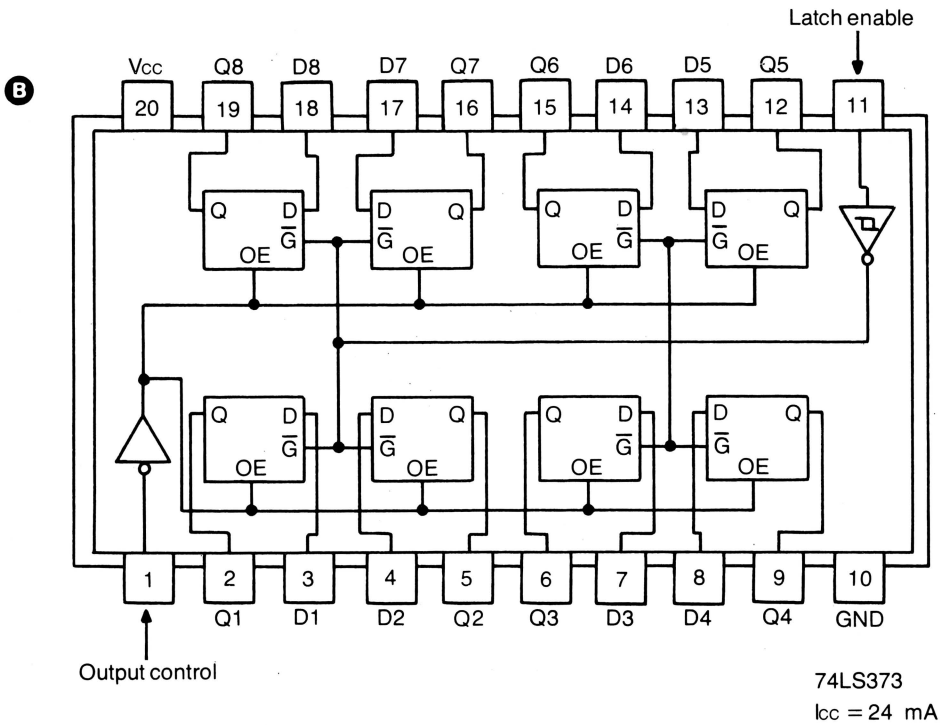 Latch enable
B
Vcc Q8 D8 D7 Q7 Q6 D6 D5 Q5
20 19 18 17 16 15 14 13 12 11
Q D D Q Q D D Q
G̅ G̅ G̅ G̅
OE OE OE OE
Q D D Q Q D D Q
G̅ G̅ G̅ G̅
OE OE OE OE
1 2 3 4 5 6 7 8 9 10
Q1 D1 D2 Q2 Q3 D3 D4 Q4 GND
Output control
74LS373
Icc = 24 mA